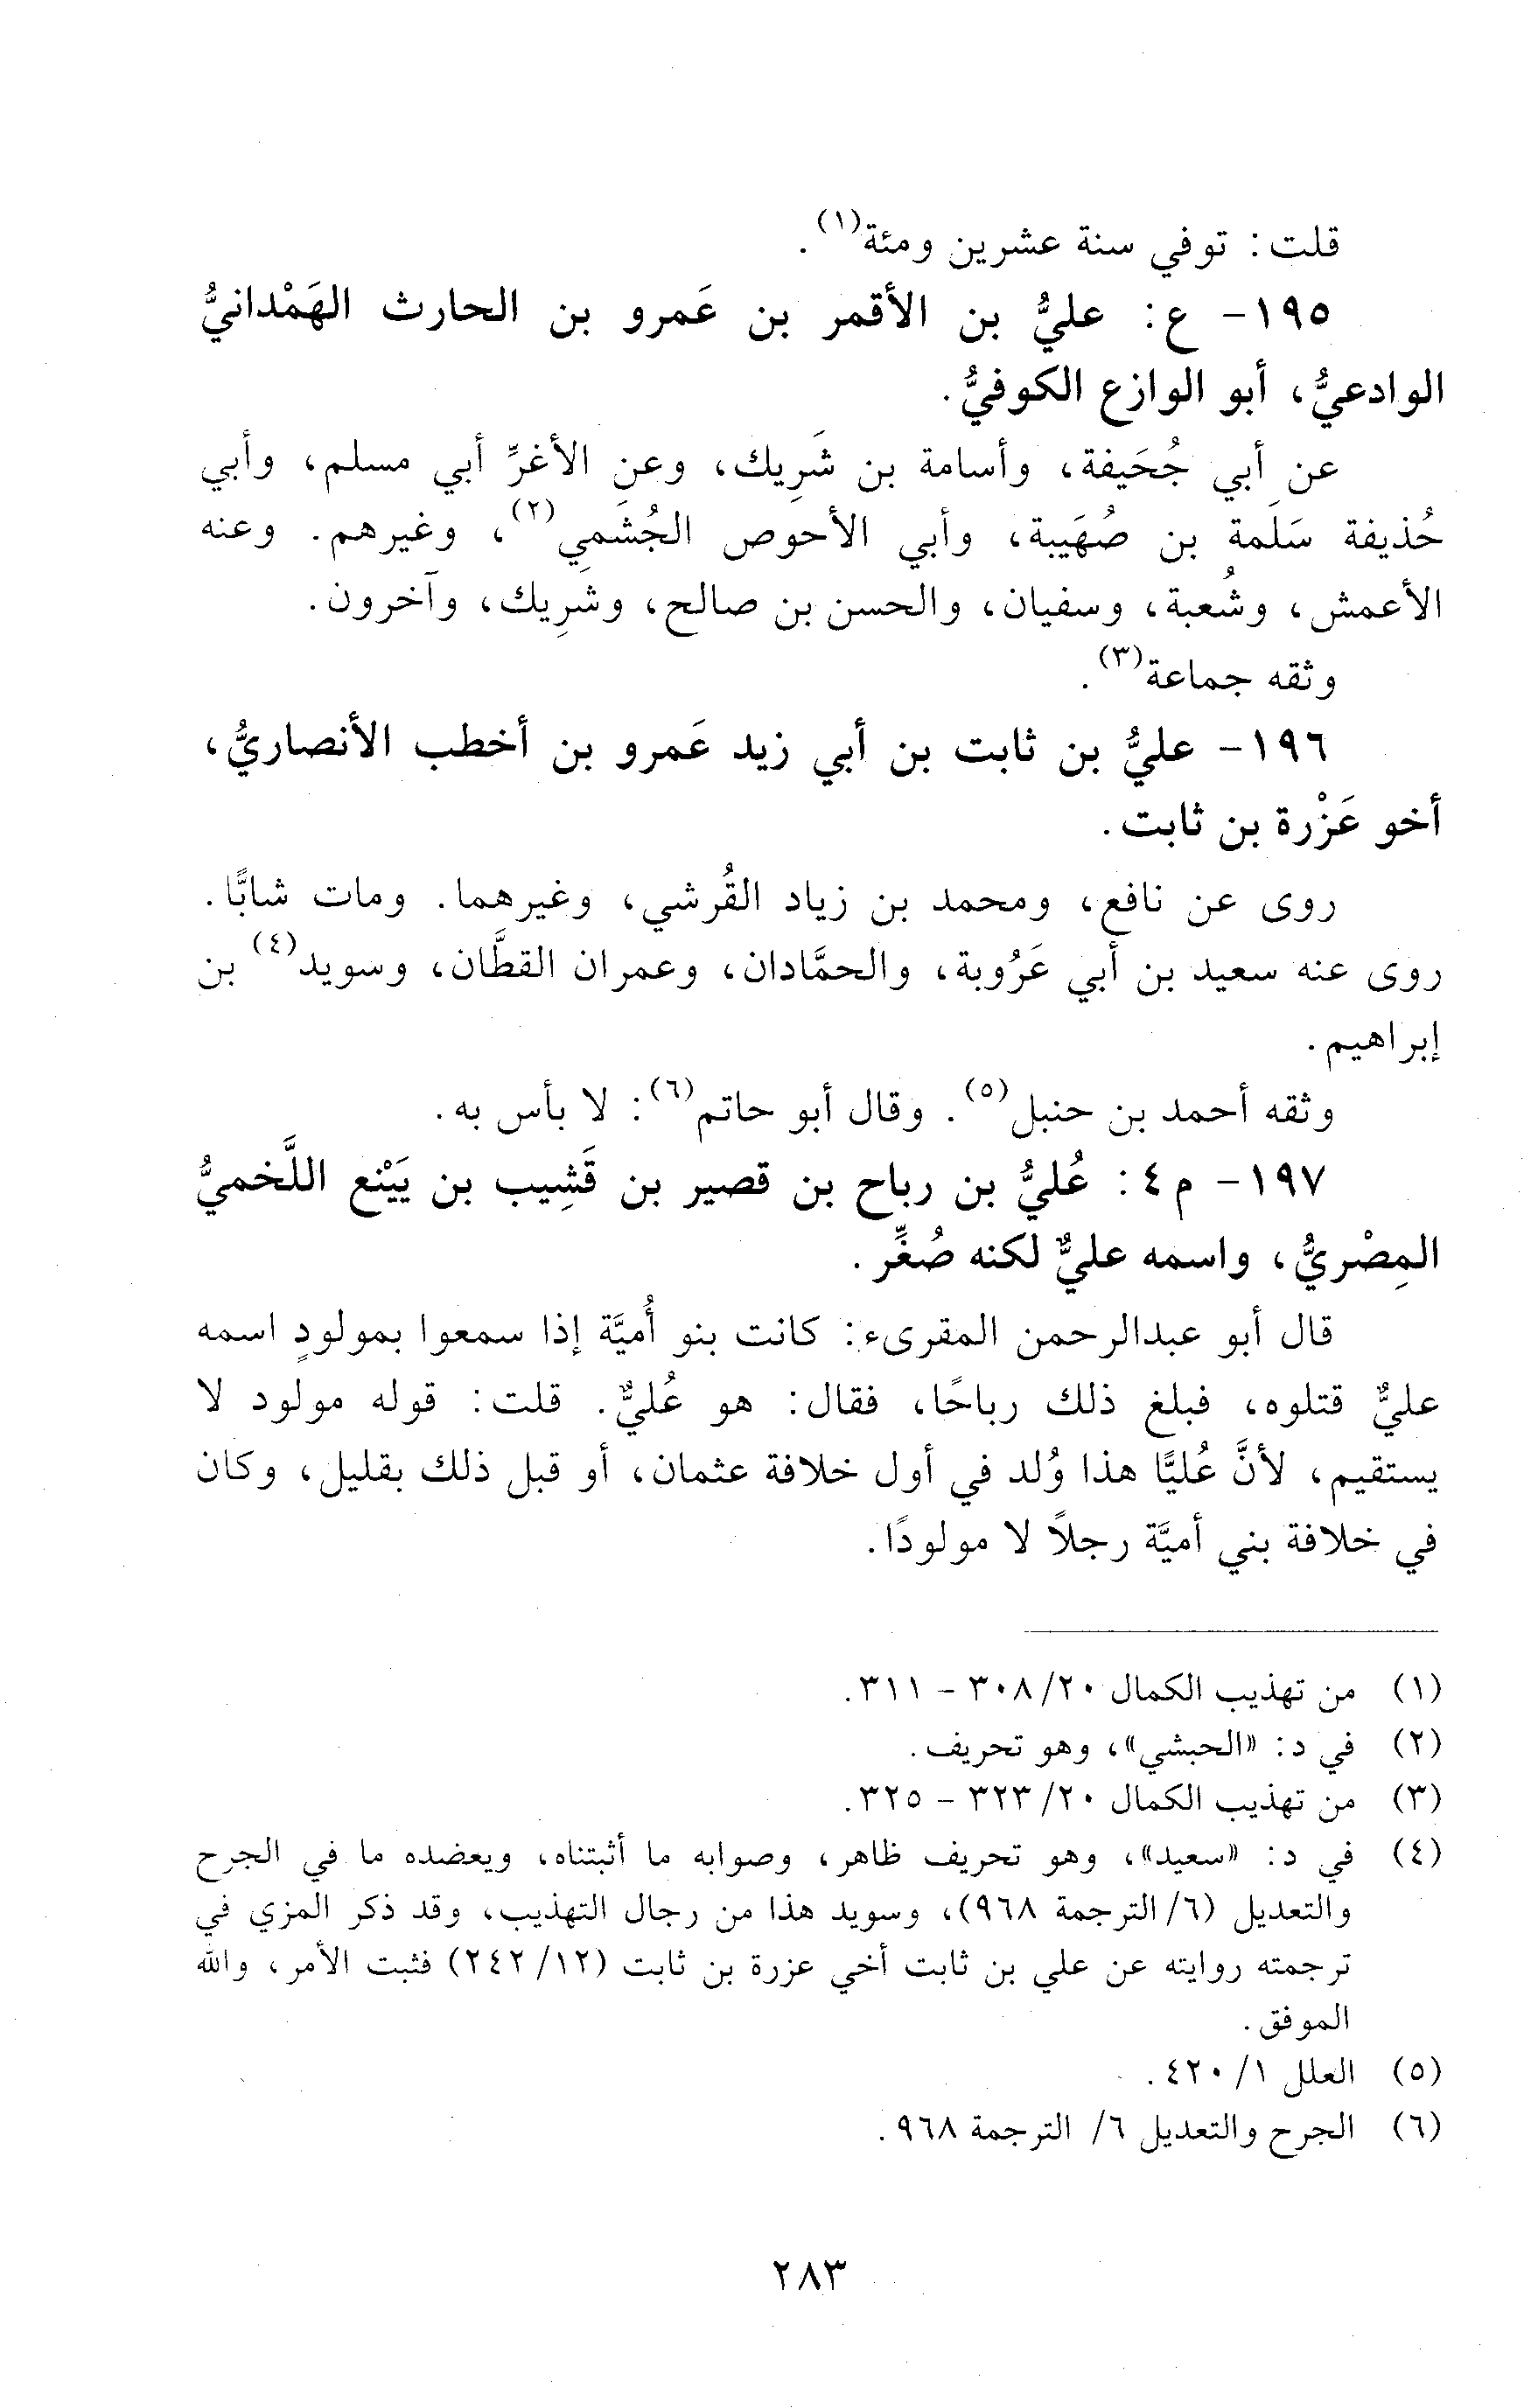 قلت: توفي سنة عشرين ومئة(١).
١٩٥- ع: عليُّ بن الأقمر بن عَمرو بن الحارث الهَمْدانيُّ
الوادعيُّ، أبو الوازع الكوفيُّ.
عن أبي جُحَيفة، وأسامة بن شَرِيك، وعن الأغرِّ أبي مسلم، وأبي
حُذيفة سَلَمة بن صُهَيبة، وأبي الأحوص الجُشَمي(٢)، وغيرهم. وعنه
الأعمش، وشُعبة، وسفيان، والحسن بن صالح، وشَرِيك، وآخرون.
وثقه جماعة(٣).
١٩٦- عليُّ بن ثابت بن أبي زيد عَمرو بن أخطب الأنصاريُّ،
أخو عَزْرة بن ثابت.
روى عن نافع، ومحمد بن زياد القُرشي، وغيرهما. ومات شابًّا.
روى عنه سعيد بن أبي عَرُوبة، والحمَّادان، وعمران القطَّان، وسويد(٤) بن
إبراهيم.
وثقه أحمد بن حنبل(٥). وقال أبو حاتم(٦): لا بأس به.
١٩٧- م٤: عُليُّ بن رباح بن قصير بن قَشِيب بن يَيْنع اللَّخميُّ
المِصْريُّ، واسمه عليٌّ لكنه صُغِّر.
قال أبو عبدالرحمن المقرىء: كانت بنو أُميَّة إذا سمعوا بمولودٍ اسمه
عليٌّ قتلوه، فبلغ ذلك رباحًا، فقال: هو عُليٌّ. قلت: قوله مولود لا
يستقيم، لأنَّ عُليًّا هذا وُلد في أول خلافة عثمان، أو قبل ذلك بقليل، وكان
في خلافة بني أميَّة رجلًا لا مولودًا.
(١) من تهذيب الكمال ٢٠/ ٣٠٨ - ٣١١.
(٢) في د: «الحبشي»، وهو تحريف.
(٣) من تهذيب الكمال ٢٠/ ٣٢٣ - ٣٢٥.
(٤) في د: «سعيد»، وهو تحريف ظاهر، وصوابه ما أثبتناه، ويعضده ما في الجرح
والتعديل (٦/ الترجمة ٩٦٨)، وسويد هذا من رجال التهذيب، وقد ذكر المزي في
ترجمته روايته عن علي بن ثابت أخي عزرة بن ثابت (١٢/ ٢٤٢) فثبت الأمر، والله
الموفق.
(٥) العلل ١/ ٤٢٠.
(٦) الجرح والتعديل ٦/ الترجمة ٩٦٨.
٢٨٣